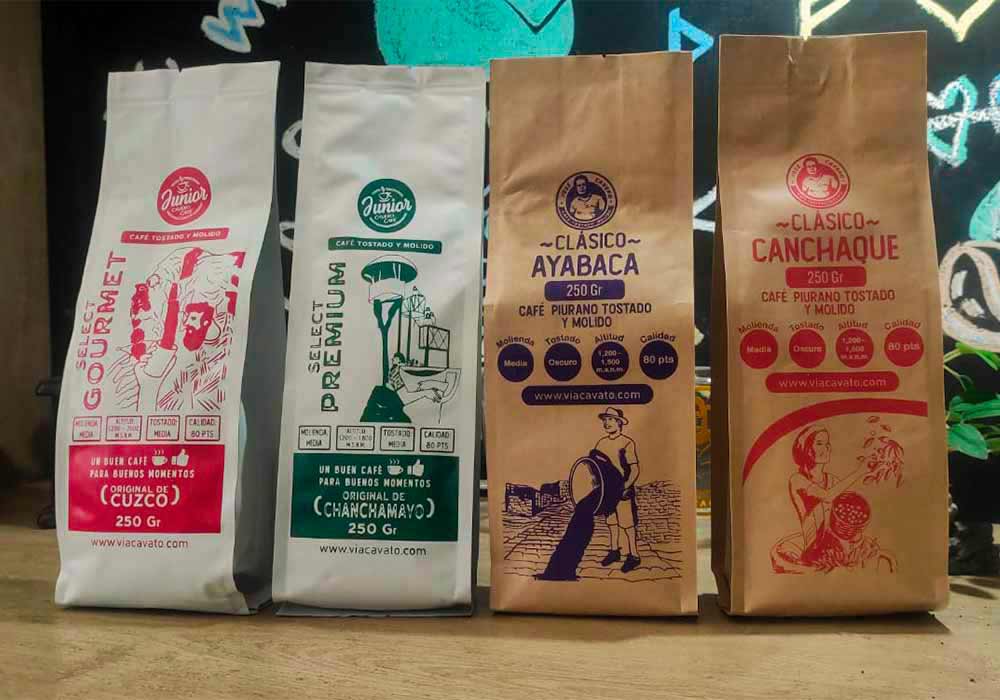 Junior
CAFÉ TOSTADO Y MOLIDO
SELECT
GOURMET
MOLIENDA:
MEDIA
ALTITUD:
M.S.N.M.
TOSTADO:
MEDIA
CALIDAD:
80 PTS
UN BUEN CAFÉ
PARA BUENOS MOMENTOS
(ORIGINAL DE
CUZCO)
250 Gr
www.viacavato.com
Junior
CAFÉ TOSTADO Y MOLIDO
SELECT
PREMIUM
MOLIENDA:
MEDIA
ALTITUD:
M.S.N.M.
TOSTADO:
MEDIA
CALIDAD:
80 PTS
UN BUEN CAFÉ
PARA BUENOS MOMENTOS
ORIGINAL DE
(CHANCHAMAYO)
250 Gr
www.viacavato.com
~CLÁSICO~
AYABACA
250 Gr
CAFÉ PIURANO TOSTADO
Y MOLIDO
Molienda Tostado Altitud Calidad
Media Oscuro 1,200 - 1,500 m.s.n.m. 80 pts
www.viacavato.com
~CLÁSICO~
CANCHAQUE
250 Gr
CAFÉ PIURANO TOSTADO
Y MOLIDO
Molienda Tostado Altitud Calidad
Media Oscuro 1,200 - 1,500 m.s.n.m. 80 pts
www.viacavato.com